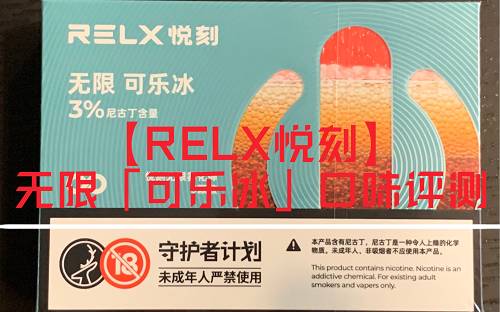 RELX悦刻
无限 可乐冰
3%尼古丁含量
【RELX悦刻】
无限「可乐冰」口味评测
18
守护者计划
未成年人严禁使用
本产品含有尼古丁，尼古丁是一种令人上瘾的化学
物质。未成年人、非吸烟者不应使用本产品。
This product contains nicotine. Nicotine is an
addictive chemical. For existing adult
smokers and vapers only.